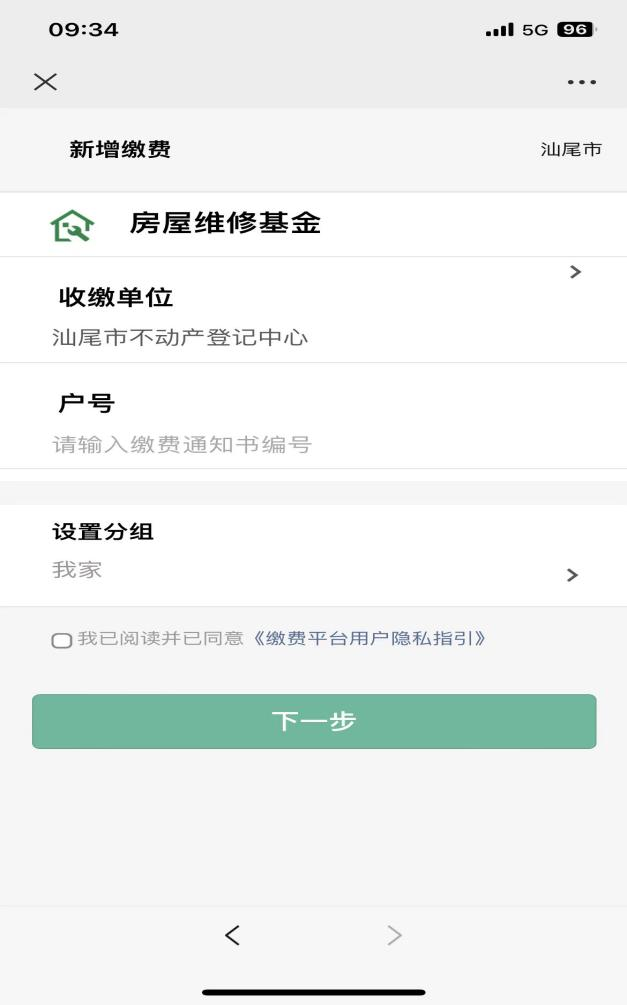 09:34 5G 96
新增缴费 汕尾市
房屋维修基金
收缴单位
汕尾市不动产登记中心
户号
请输入缴费通知书编号
设置分组
我家
我已阅读并已同意《缴费平台用户隐私指引》
下一步